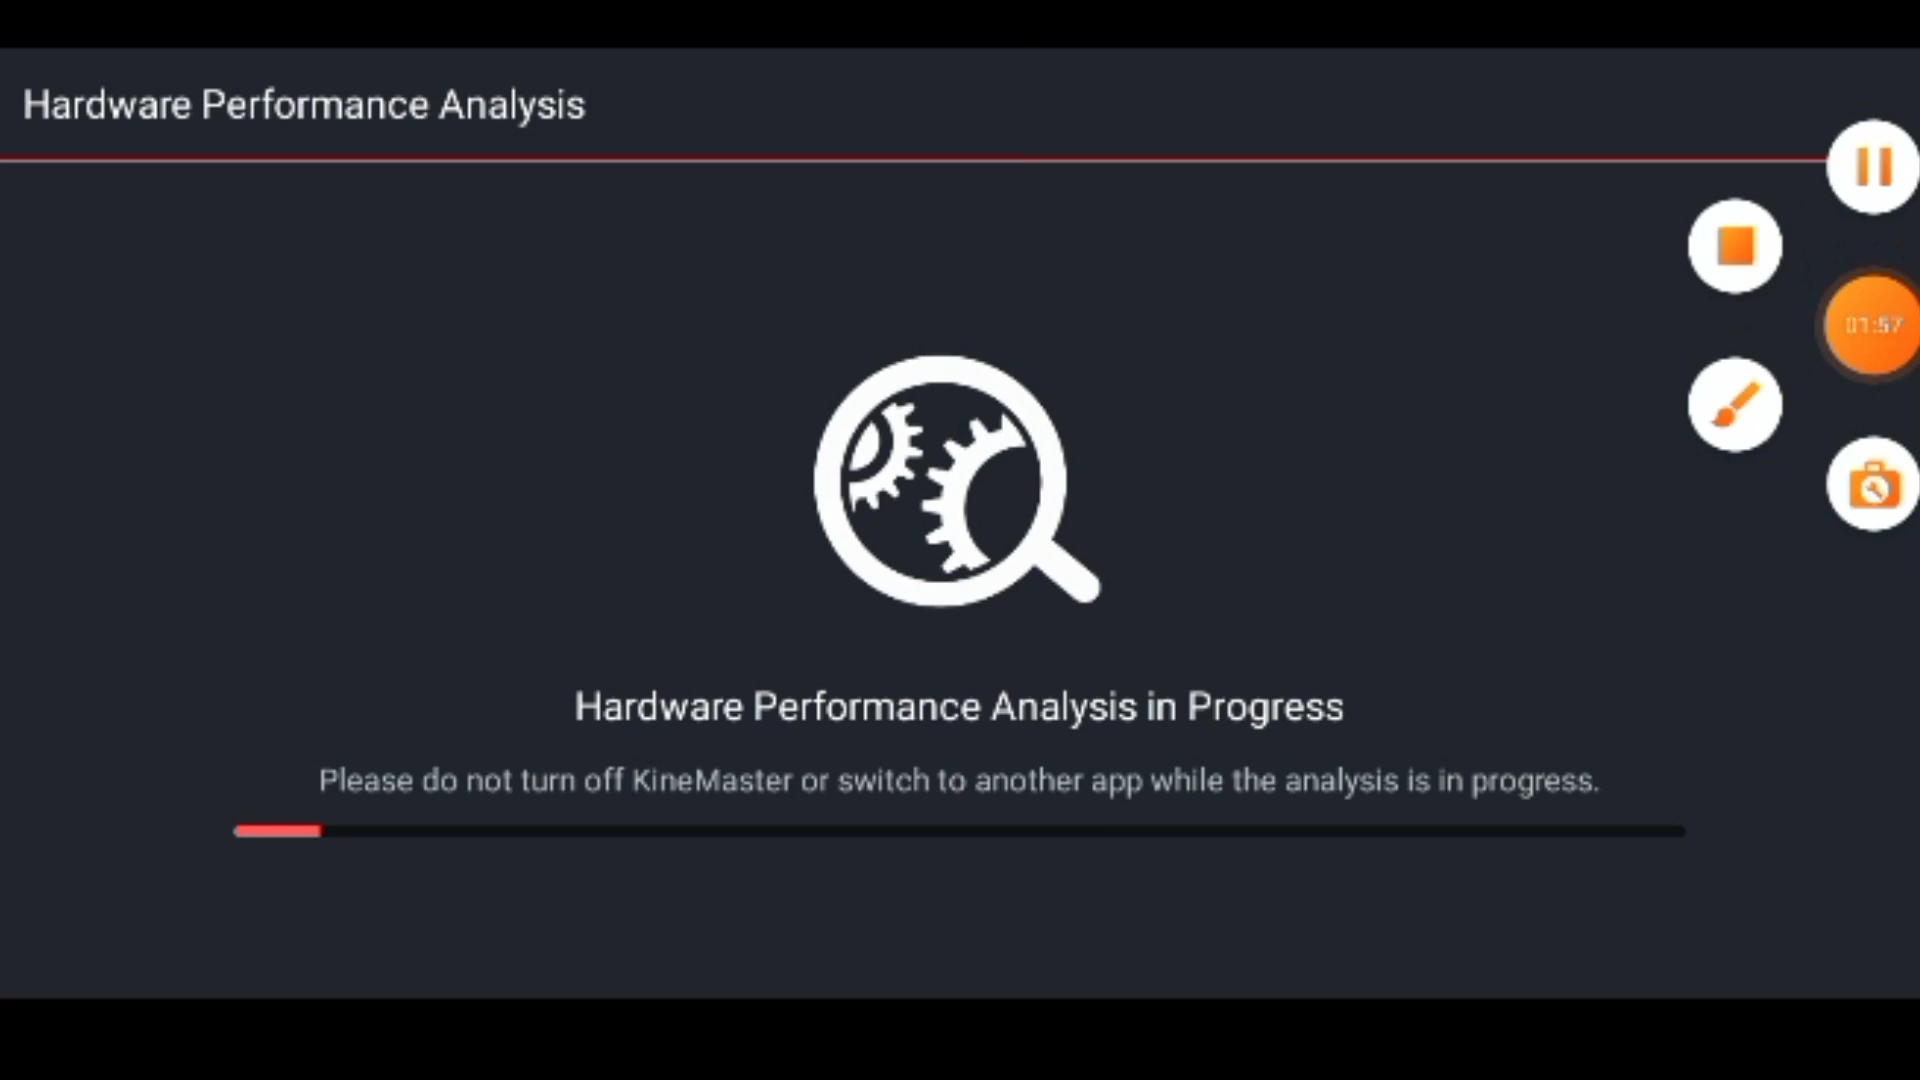 Hardware Performance Analysis
01:57
Hardware Performance Analysis in Progress
Please do not turn off KineMaster or switch to another app while the analysis is in progress.